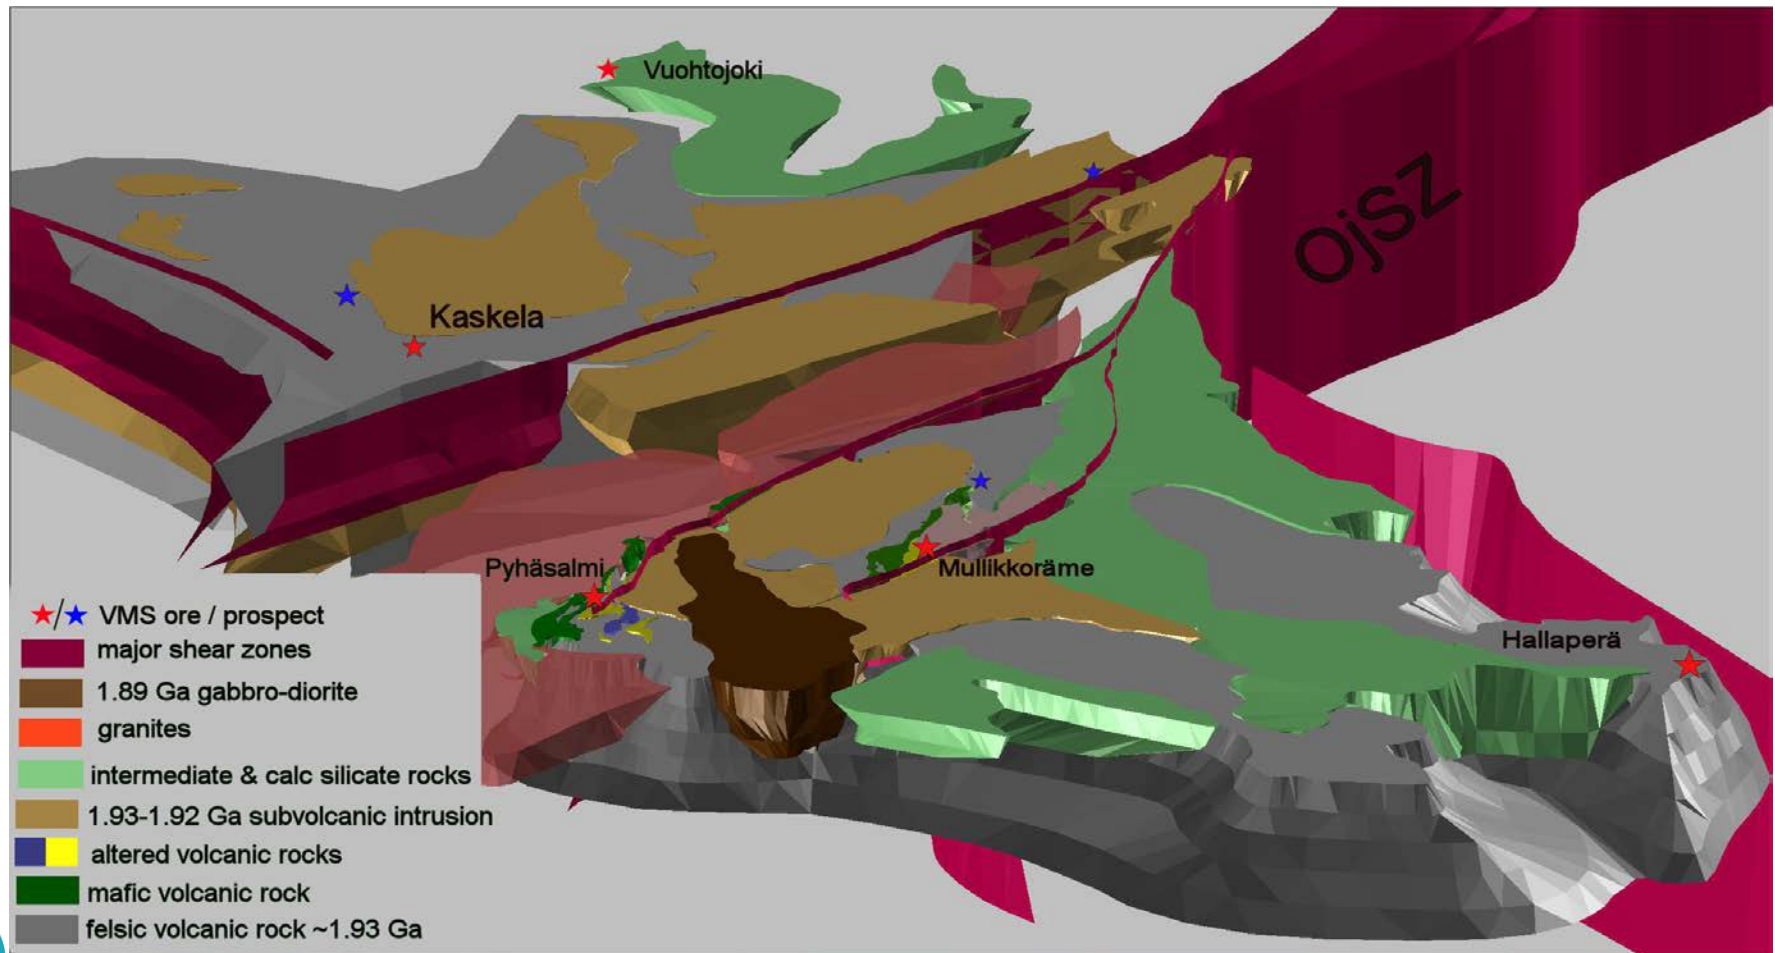 Vuohtojoki
OjSZ
Kaskela
Pyhäsalmi
Mullikkoräme
Hallaperä
/ VMS ore / prospect
major shear zones
1.89 Ga gabbro-diorite
granites
intermediate & calc silicate rocks
1.93-1.92 Ga subvolcanic intrusion
altered volcanic rocks
mafic volcanic rock
felsic volcanic rock ~1.93 Ga